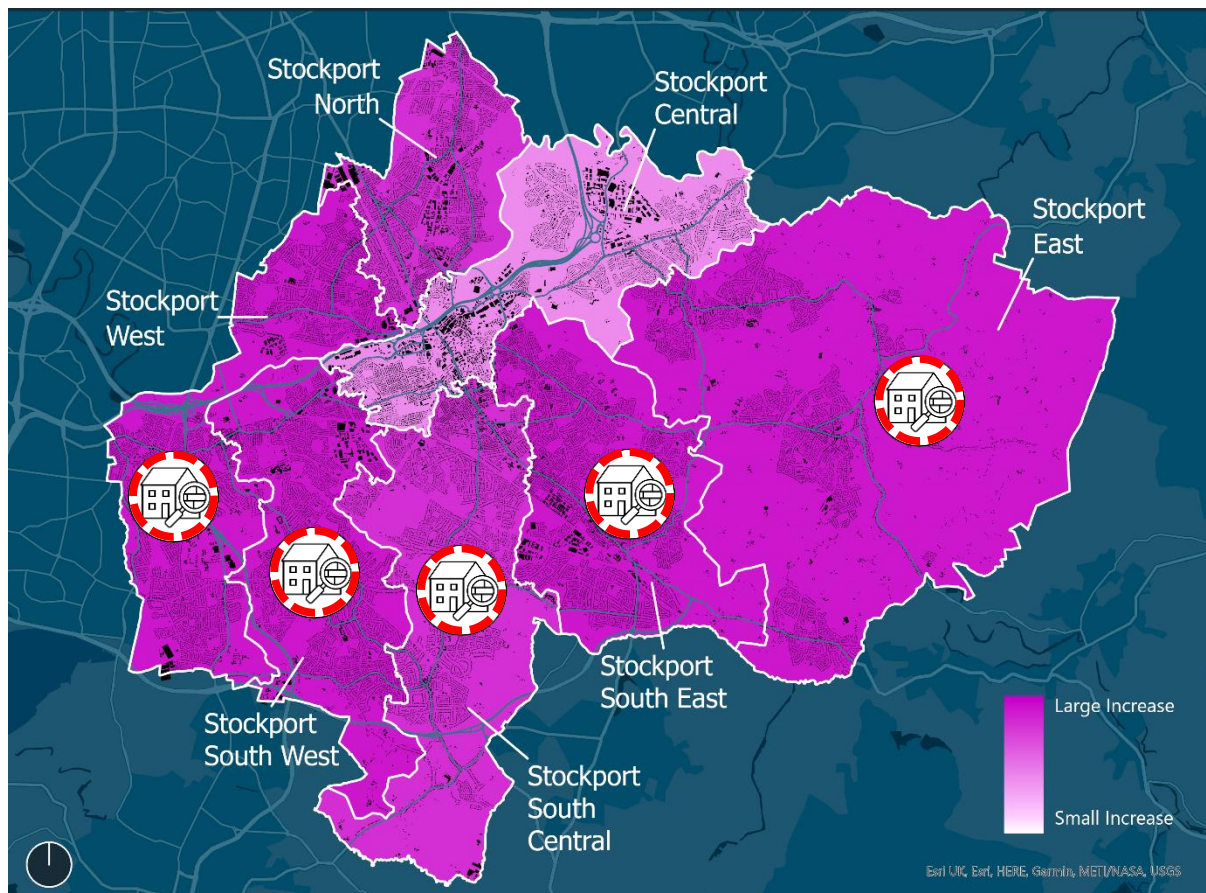 Stockport
North
Stockport
Central
Stockport
East
Stockport
West
Stockport
South East
Stockport
South West
Stockport
South
Central
Large Increase
Small Increase
Esri UK, Esri, HERE, Garmin, METI/NASA, USGS